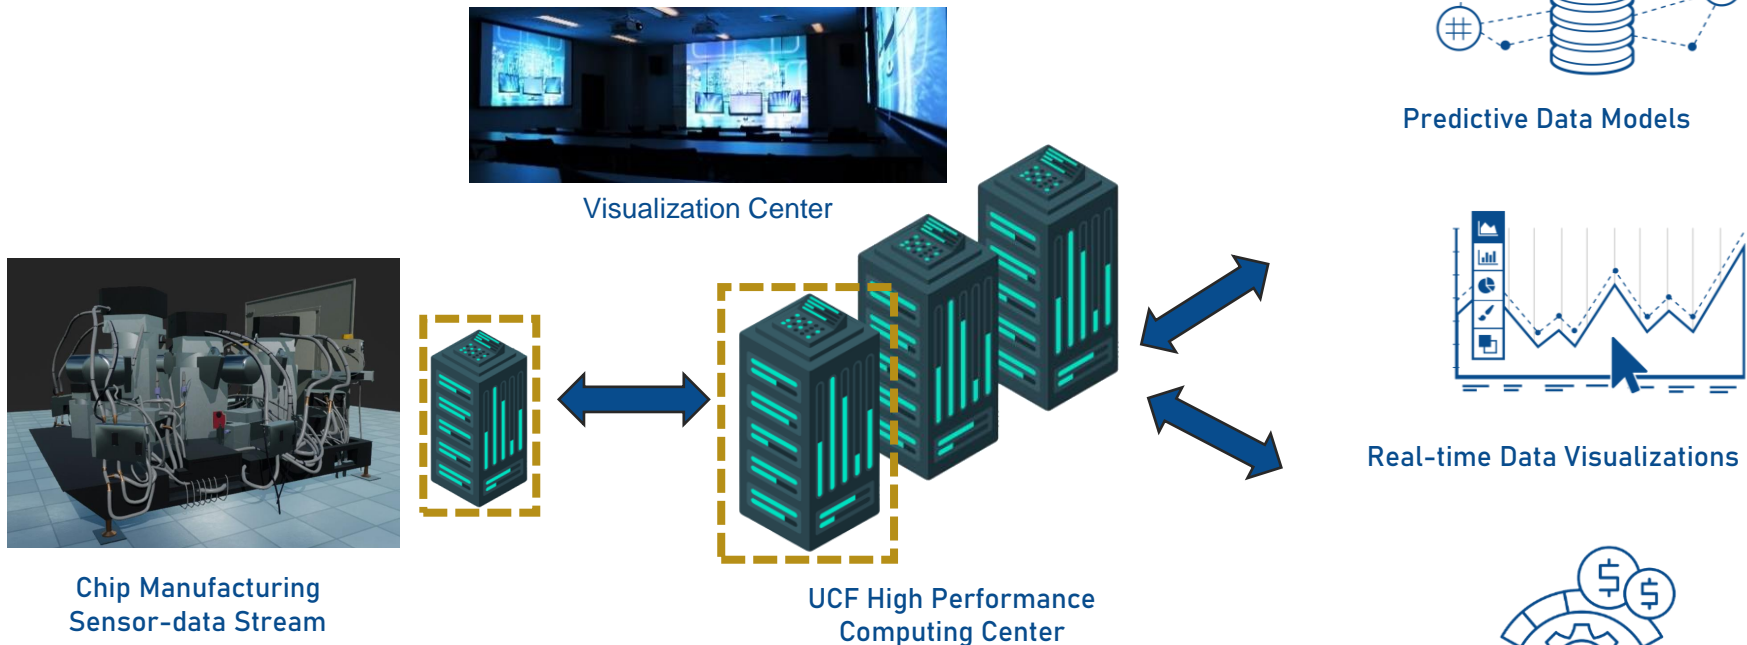 Predictive Data Models
Visualization Center
Real-time Data Visualizations
Chip Manufacturing
Sensor-data Stream
UCF High Performance
Computing Center